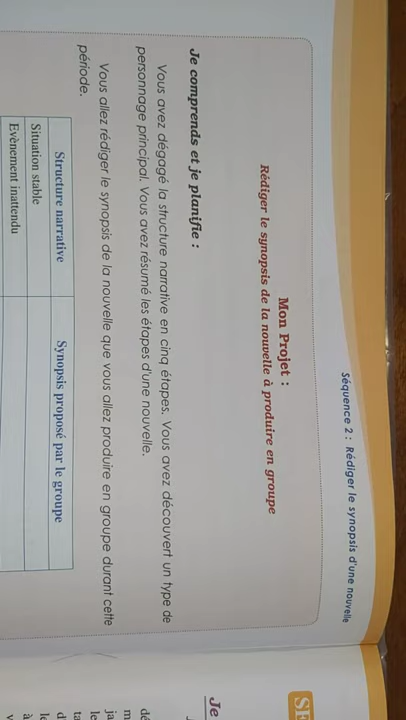 Séquence 2 : Rédiger le synopsis d'une nouvelle
Mon Projet :
Rédiger le synopsis de la nouvelle à produire en groupe
Je comprends et je planifie :
Vous avez dégagé la structure narrative en cinq étapes. Vous avez découvert un type de
personnage principal. Vous avez résumé les étapes d'une nouvelle.
Vous allez rédiger le synopsis de la nouvelle que vous allez produire en groupe durant cette
période.
Structure narrative Synopsis proposé par le groupe
Situation stable
Evènement inattendu
SE
Je